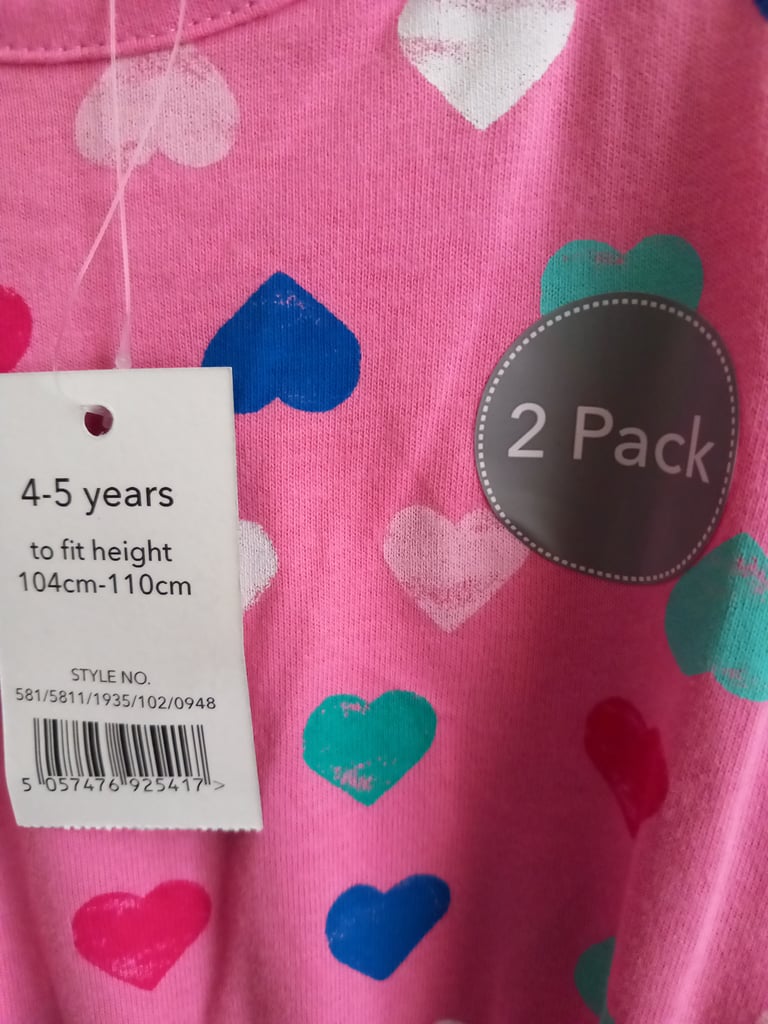 2 Pack
4-5 years
to fit height
104cm-110cm
STYLE NO.
581/5811/1935/102/0948
5 057476 925417 >